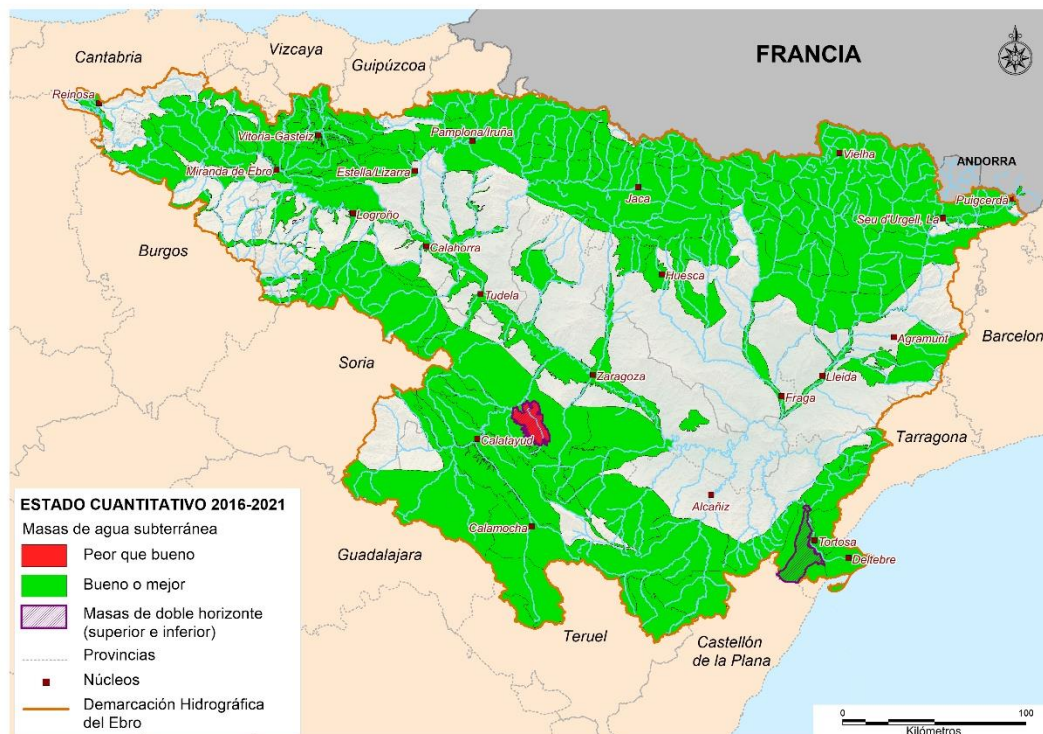 Cantabria
Vizcaya
Guipúzcoa
FRANCIA
Reinosa
Vitoria-Gasteiz
Pamplona/Iruña
Vielha
ANDORRA
Miranda de Ebro
Estella/Lizarra
Jaca
Puigcerda
Logroño
Seu d'Urgell, La
Burgos
Calahorra
Huesca
Tudela
Soria
Agramunt
Barcelon
Zaragoza
Lleida
Fraga
Calatayud
Tarragona
Alcañiz
Calamocha
Tortosa
Guadalajara
Deltebre
Teruel
Castellón
de la Plana
ESTADO CUANTITATIVO 2016-2021
Masas de agua subterránea
Peor que bueno
Bueno o mejor
Masas de doble horizonte
(superior e inferior)
Provincias
Núcleos
Demarcación Hidrográfica
del Ebro
0 100
Kilómetros